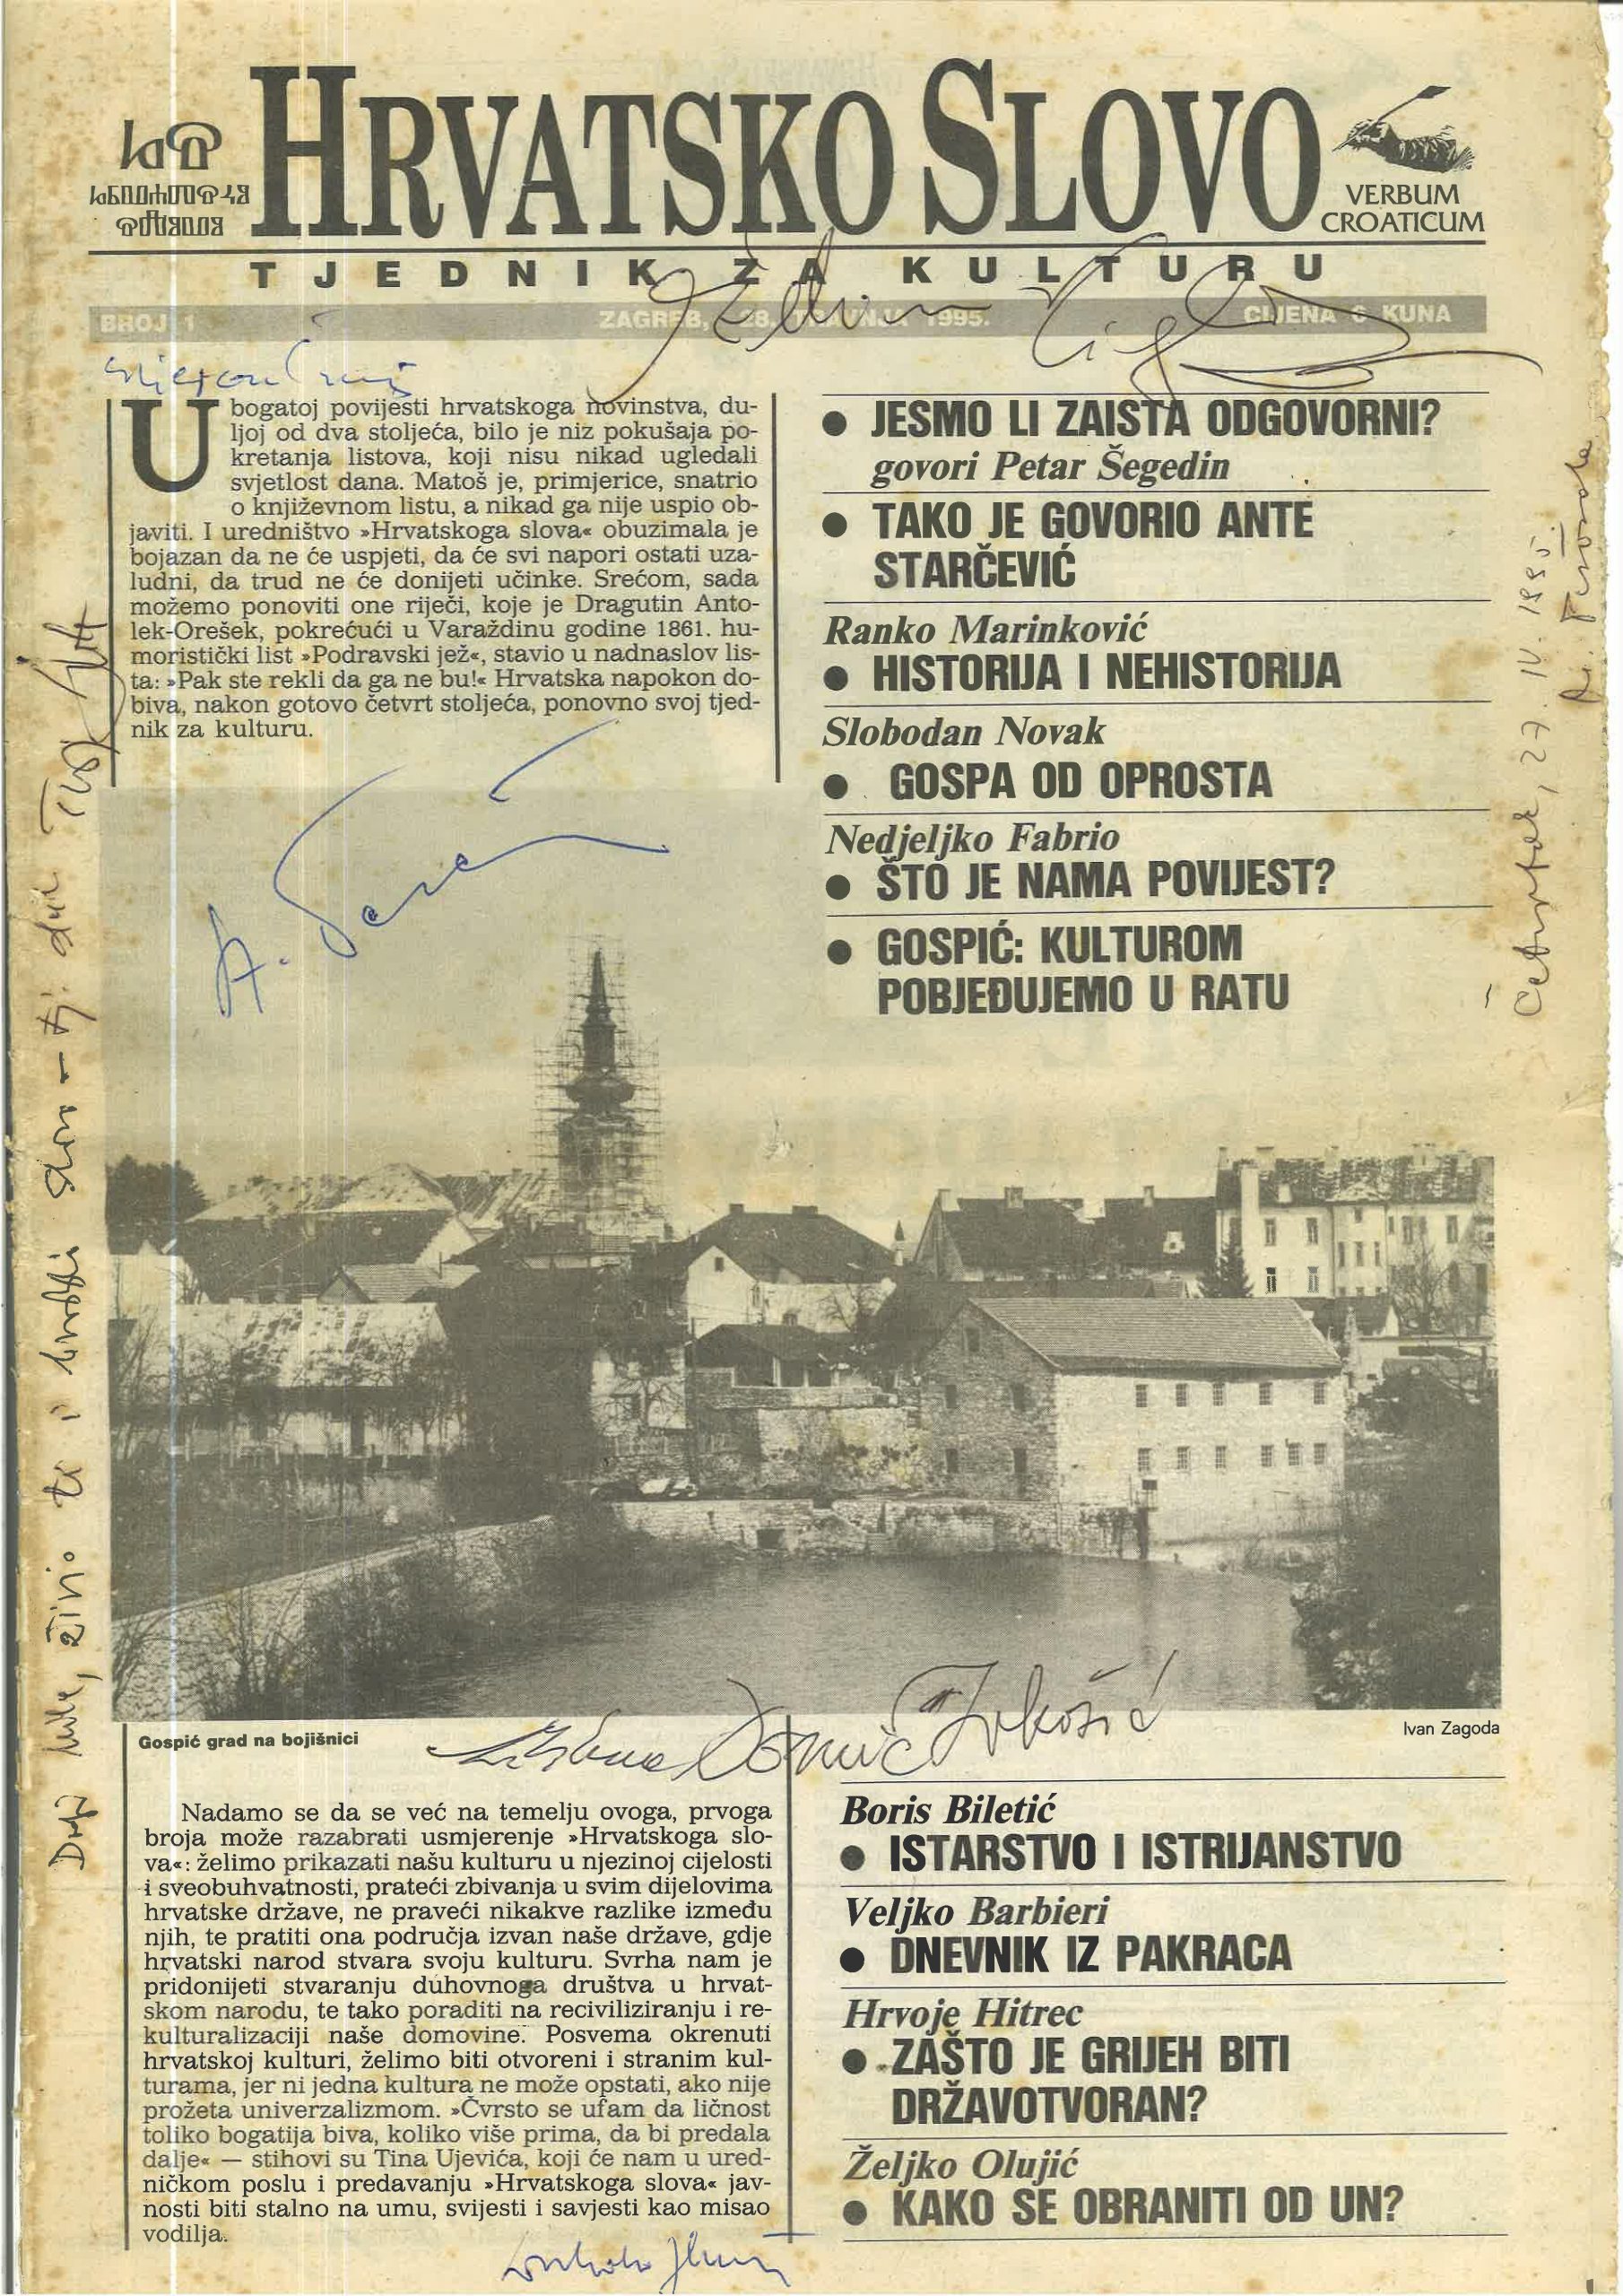 HRVATSKO SLOVO
VERBUM
CROATICUM
TJEDNIK ZA KULTURU
BROJ 1 ZAGREB, 28. TRAVNJA 1995. CIJENA 6 KUNA
U bogatoj povijesti hrvatskoga novinstva, du-
ljoj od dva stoljeća, bilo je niz pokušaja po-
kretanja listova, koji nisu nikad ugledali
svjetlost dana. Matoš je, primjerice, snatrio
o književnom listu, a nikad ga nije uspio ob-
javiti. I uredništvo »Hrvatskoga slova« obuzimala je
bojazan da ne će uspjeti, da će svi napori ostati uza-
ludni, da trud ne će donijeti učinke. Srećom, sada
možemo ponoviti one riječi, koje je Dragutin Anto-
lek-Orešek, pokrećući u Varaždinu godine 1861. hu-
moristički list »Podravski jež«, stavio u nadnaslov lis-
ta: »Pak ste rekli da ga ne bu!« Hrvatska napokon do-
biva, nakon gotovo četvrt stoljeća, ponovno svoj tjed-
nik za kulturu.
● JESMO LI ZAISTA ODGOVORNI?
govori Petar Šegedin
● TAKO JE GOVORIO ANTE
STARČEVIĆ
Ranko Marinković
● HISTORIJA I NEHISTORIJA
Slobodan Novak
● GOSPA OD OPROSTA
Nedjeljko Fabrio
● ŠTO JE NAMA POVIJEST?
● GOSPIĆ: KULTUROM
POBJEĐUJEMO U RATU
Četvrtak, 27. IV. 1995.
Gospić grad na bojišnici
Ivan Zagoda
Nadamo se da se već na temelju ovoga, prvoga
broja može razabrati usmjerenje »Hrvatskoga slo-
va«: želimo prikazati našu kulturu u njezinoj cijelosti
i sveobuhvatnosti, prateći zbivanja u svim dijelovima
hrvatske države, ne praveći nikakve razlike između
njih, te pratiti ona područja izvan naše države, gdje
hrvatski narod stvara svoju kulturu. Svrha nam je
pridonijeti stvaranju duhovnoga društva u hrvat-
skom narodu, te tako poraditi na reciviliziranju i re-
kulturalizaciji naše domovine. Posvema okrenuti
hrvatskoj kulturi, želimo biti otvoreni i stranim kul-
turama, jer ni jedna kultura ne može opstati, ako nije
prožeta univerzalizmom. »Čvrsto se ufam da ličnost
toliko bogatija biva, koliko više prima, da bi predala
dalje« — stihovi su Tina Ujevića, koji će nam u ured-
ničkom poslu i predavanju »Hrvatskoga slova« jav-
nosti biti stalno na umu, svijesti i savjesti kao misao
vodilja.
Boris Biletić
● ISTARSTVO I ISTRIJANSTVO
Veljko Barbieri
● DNEVNIK IZ PAKRACA
Hrvoje Hitrec
● ZAŠTO JE GRIJEH BITI
DRŽAVOTVORAN?
Željko Olujić
● KAKO SE OBRANITI OD UN?